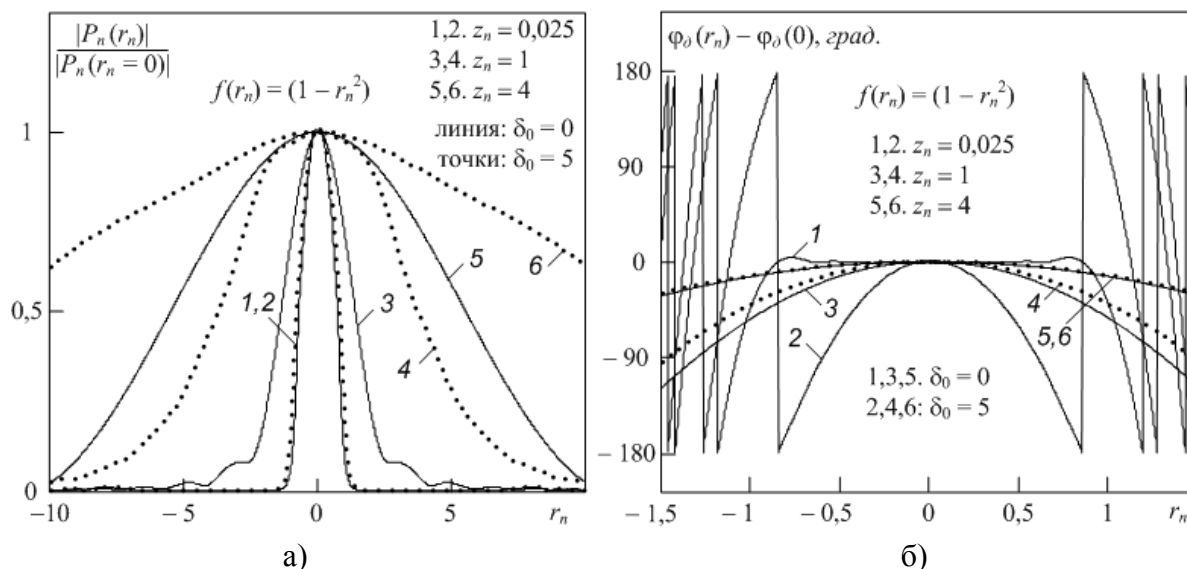 |Pₙ(rₙ)|
|Pₙ(rₙ = 0)|
1,2. zₙ = 0,025
3,4. zₙ = 1
5,6. zₙ = 4
f(rₙ) = (1 – rₙ²)
линия: δ₀ = 0
точки: δ₀ = 5
1
0,5
0
1,2
3
4
5
6
–10
–5
0
5
rₙ
а)
φ∂(rₙ) – φ∂(0), град.
f(rₙ) = (1 – rₙ²)
1,2. zₙ = 0,025
3,4. zₙ = 1
5,6. zₙ = 4
180
90
0
– 90
– 180
1
2
3
4
5,6
1,3,5. δ₀ = 0
2,4,6: δ₀ = 5
– 1,5
– 1
– 0,5
0
0,5
1
rₙ
б)